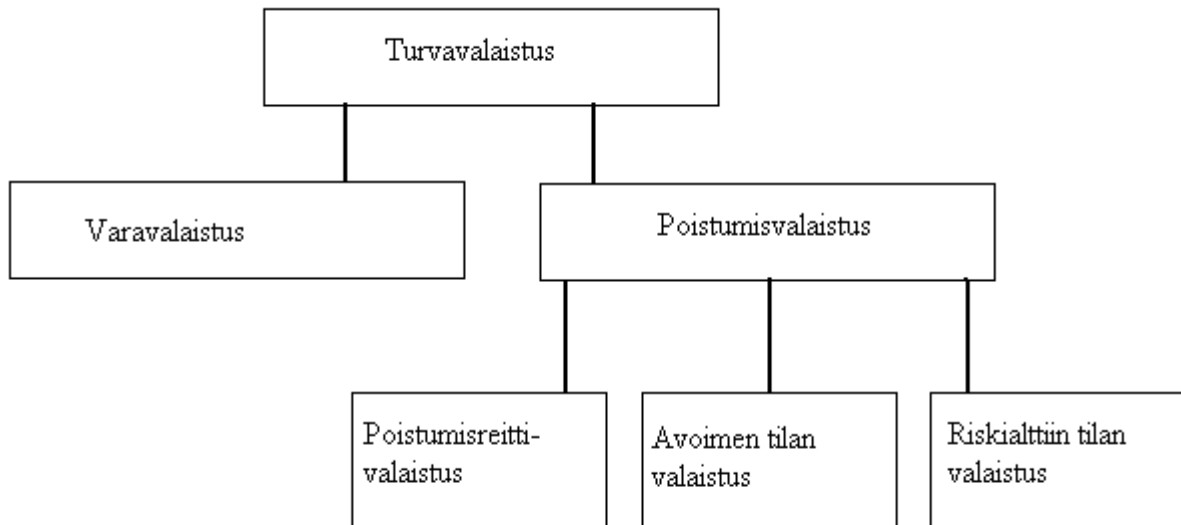 Turvavalaistus
Varavalaistus
Poistumisvalaistus
Poistumisreitti-
valaistus
Avoimen tilan
valaistus
Riskialttiin tilan
valaistus